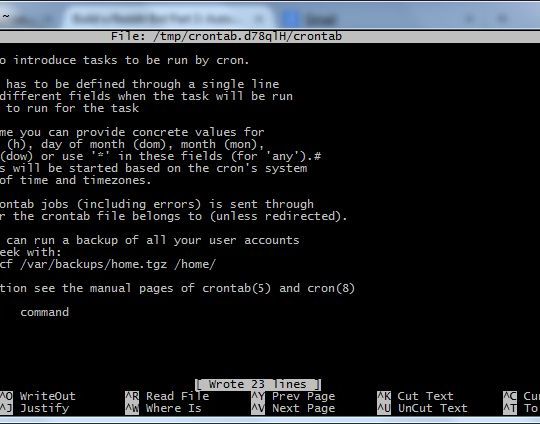 ~
File: /tmp/crontab.d78qlH/crontab
o introduce tasks to be run by cron.
has to be defined through a single line
different fields when the task will be run
to run for the task
me you can provide concrete values for
(h), day of month (dom), month (mon),
(dow) or use '*' in these fields (for 'any').#
s will be started based on the cron's system
of time and timezones.
ontab jobs (including errors) is sent through
r the crontab file belongs to (unless redirected).
can run a backup of all your user accounts
eek with:
cf /var/backups/home.tgz /home/
tion see the manual pages of crontab(5) and cron(8)
command
[ Wrote 23 lines ]
^O WriteOut ^R Read File ^Y Prev Page ^K Cut Text ^C Cu
^J Justify ^W Where Is ^V Next Page ^U UnCut Text ^T To